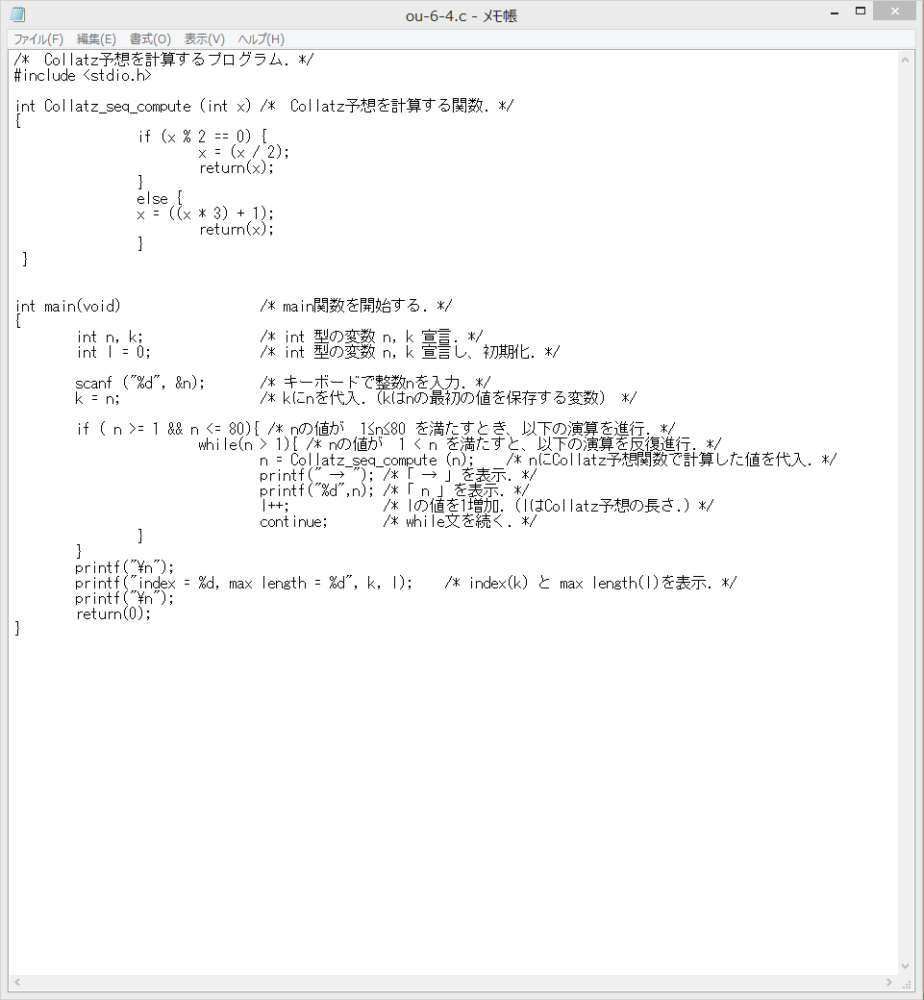 ou-6-4.c - メモ帳
ファイル(F) 編集(E) 書式(O) 表示(V) ヘルプ(H)
/* Collatz予想を計算するプログラム. */
#include <stdio.h>
int Collatz_seq_compute (int x) /* Collatz予想を計算する関数. */
{
if (x % 2 == 0) {
x = (x / 2);
return(x);
}
else {
x = ((x * 3) + 1);
return(x);
}
}
int main(void) /* main関数を開始する. */
{
int n, k; /* int 型の変数 n, k 宣言. */
int l = 0; /* int 型の変数 n, k 宣言し、初期化. */
scanf ("%d", &n); /* キーボードで整数nを入力. */
k = n; /* kにnを代入. (kはnの最初の値を保存する変数) */
if ( n >= 1 && n <= 80){ /* nの値が 1≦n≦80 を満たすとき、以下の演算を進行. */
while(n > 1){ /* nの値が 1 < n を満たすと、以下の演算を反復進行. */
n = Collatz_seq_compute (n); /* nにCollatz予想関数で計算した値を代入. */
printf(" → "); /* 「 → 」を表示. */
printf("%d",n); /* 「 n 」を表示. */
l++; /* lの値を1増加. (lはCollatz予想の長さ.) */
continue; /* while文を続く. */
}
}
printf("¥n");
printf("index = %d, max length = %d", k, l); /* index(k) と max length(l)を表示. */
printf("¥n");
return(0);
}